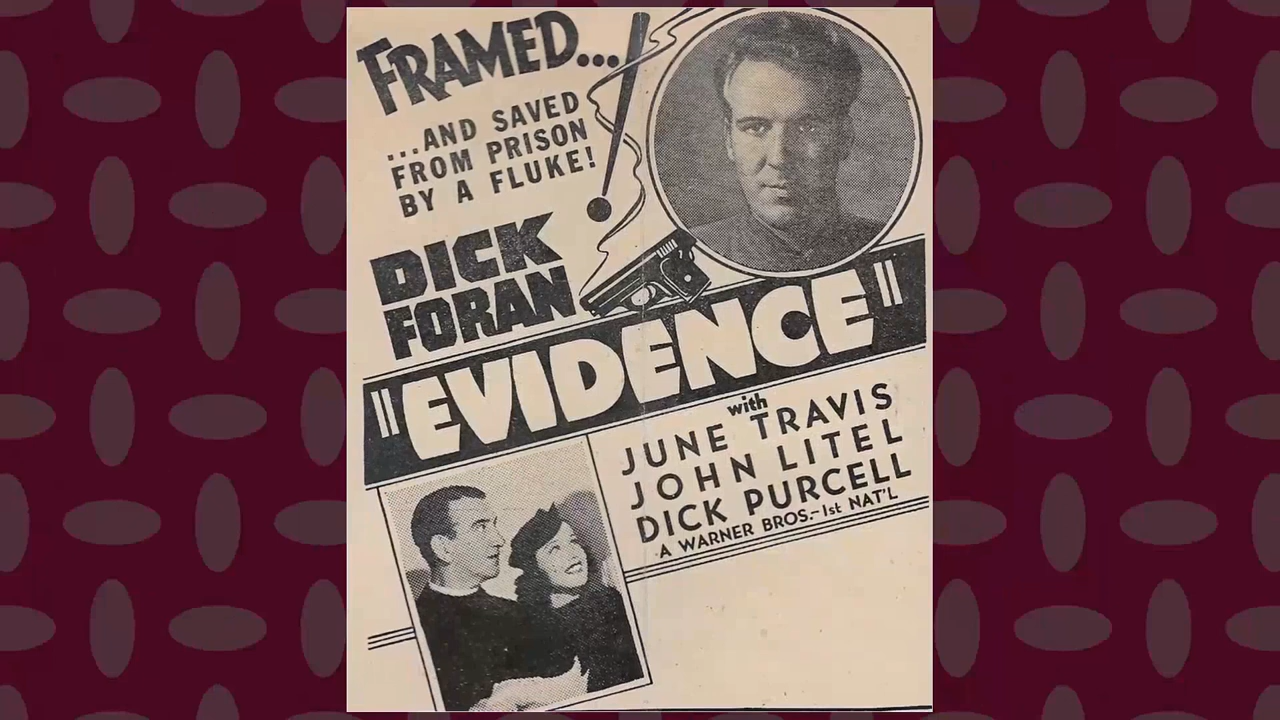 FRAMED...!
...AND SAVED
FROM PRISON
BY A FLUKE!
DICK
FORAN
"EVIDENCE"
with
JUNE TRAVIS
JOHN LITEL
DICK PURCELL
A WARNER BROS.-1st NAT'L